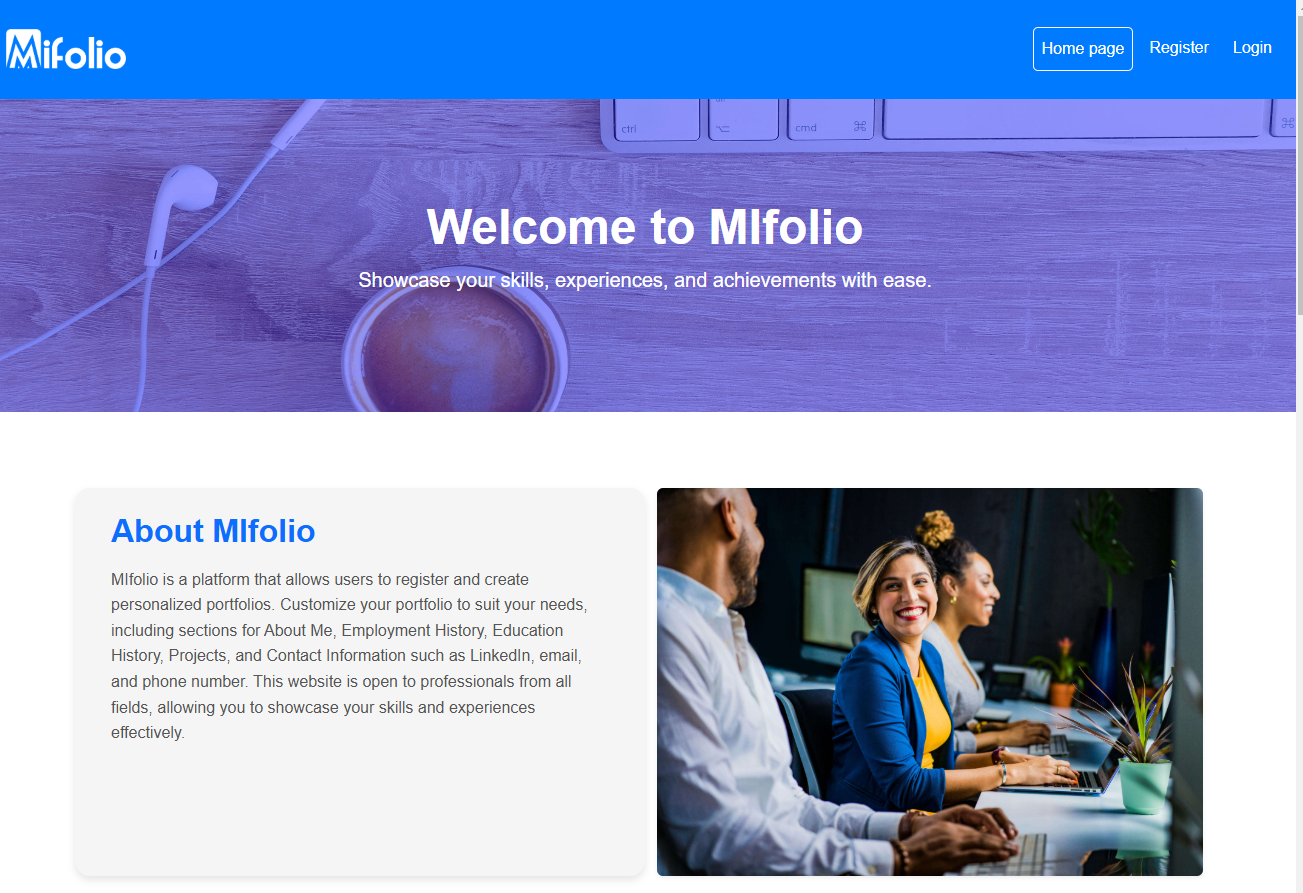 Mifolio
Home page
Register
Login
ctrl
cmd
⌘
⌘
Welcome to MIfolio
Showcase your skills, experiences, and achievements with ease.
About MIfolio
MIfolio is a platform that allows users to register and create
personalized portfolios. Customize your portfolio to suit your needs,
including sections for About Me, Employment History, Education
History, Projects, and Contact Information such as LinkedIn, email,
and phone number. This website is open to professionals from all
fields, allowing you to showcase your skills and experiences
effectively.